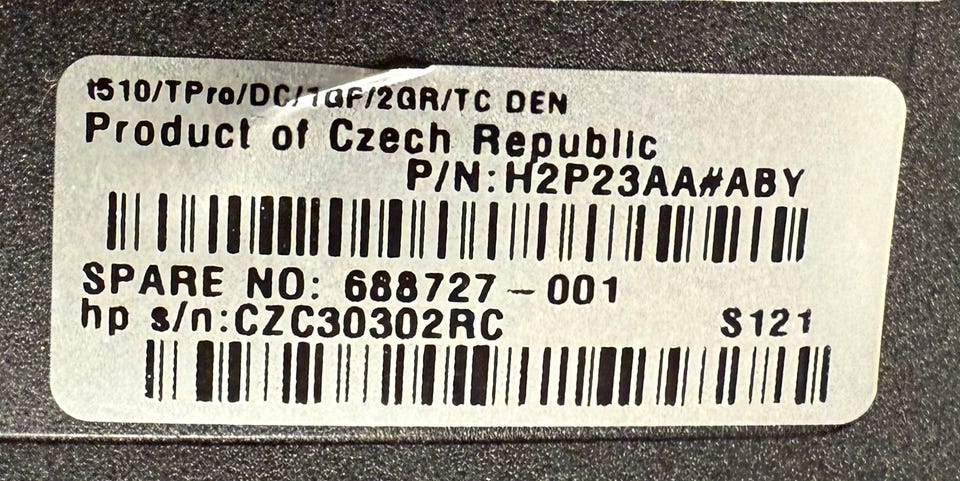 t510/TPro/DC/1GF/2GR/TC DEN
Product of Czech Republic
P/N:H2P23AA#ABY
SPARE NO: 688727-001
hp s/n:CZC30302RC S121